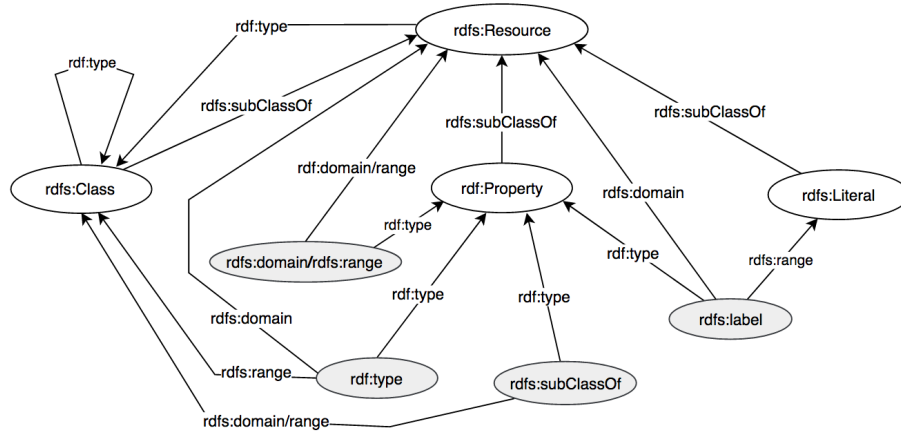 rdf:type
rdfs:Resource
rdf:type
rdfs:subClassOf
rdfs:subClassOf
rdfs:subClassOf
rdf:domain/range
rdfs:Class
rdf:Property
rdfs:domain
rdfs:Literal
rdf:type
rdfs:domain/rdfs:range
rdf:type
rdfs:range
rdf:type
rdf:type
rdfs:domain
rdfs:label
rdfs:range
rdf:type
rdfs:subClassOf
rdfs:domain/range